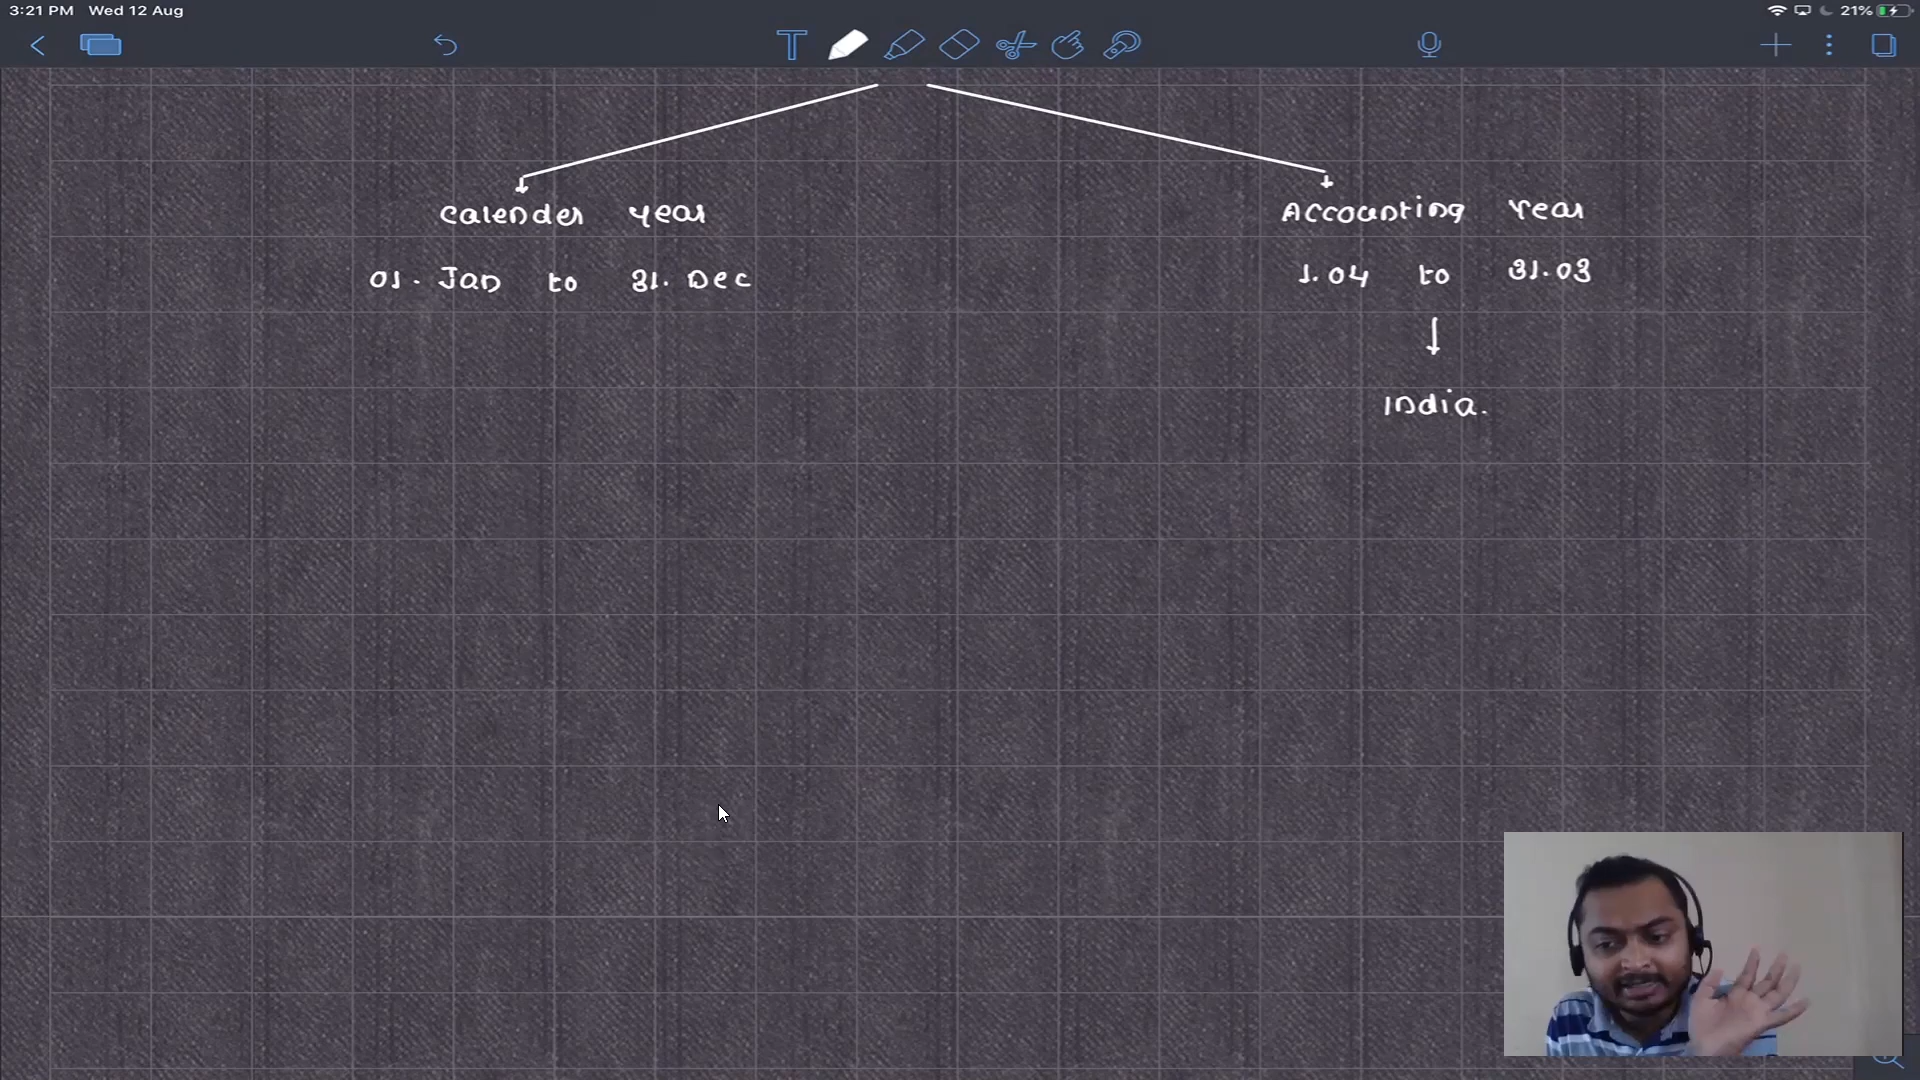 3:21 PM Wed 12 Aug
21%
T
Calender year
Accounting Year
01. Jan to 31. Dec
1.04 to 31.03
India.